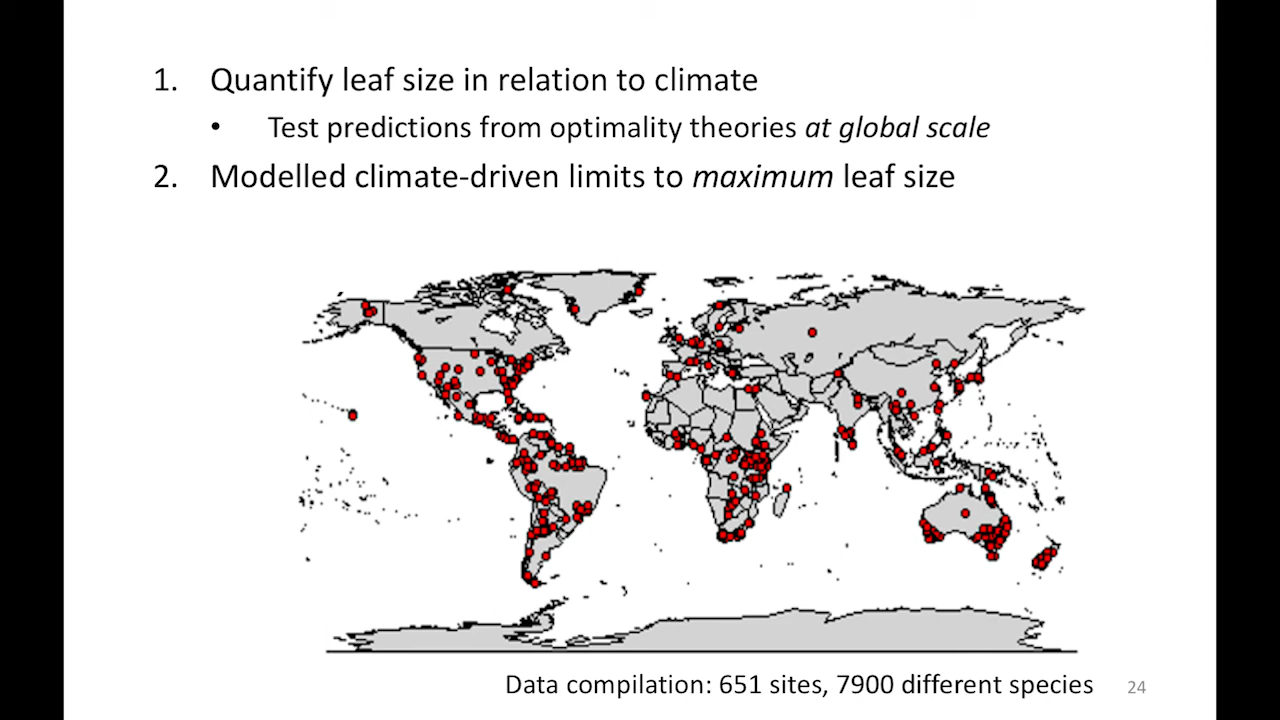 1. Quantify leaf size in relation to climate
• Test predictions from optimality theories at global scale
2. Modelled climate-driven limits to maximum leaf size
Data compilation: 651 sites, 7900 different species
24